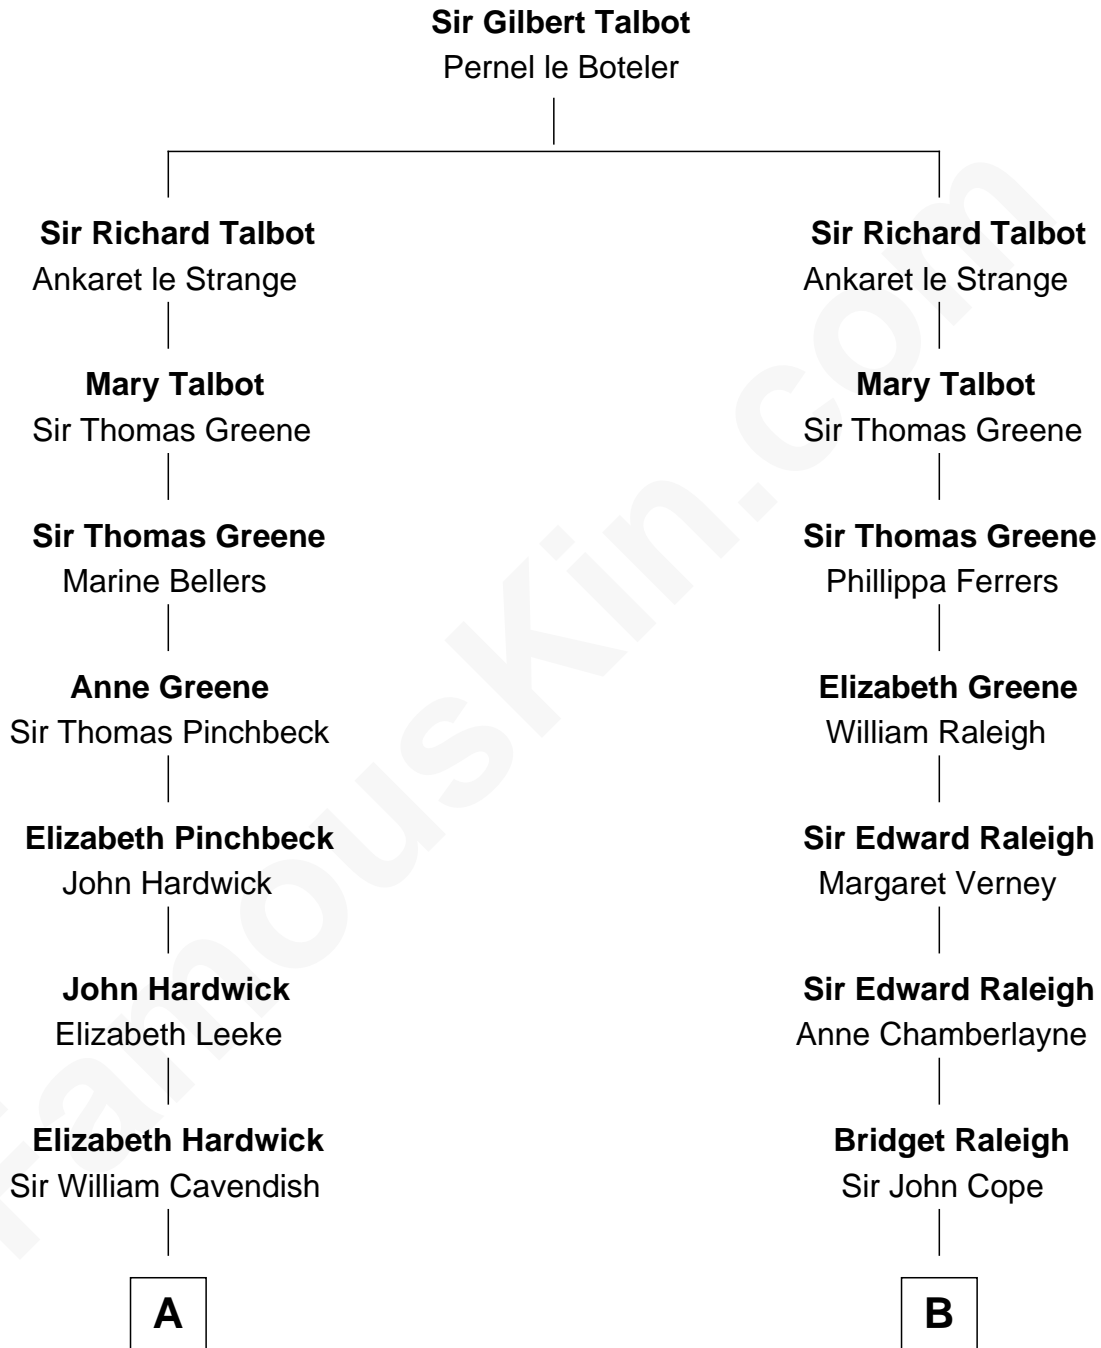 Sir Gilbert Talbot
Pernel le Boteler
Sir Richard Talbot
Ankaret le Strange
Mary Talbot
Sir Thomas Greene
Sir Thomas Greene
Marine Bellers
Anne Greene
Sir Thomas Pinchbeck
Elizabeth Pinchbeck
John Hardwick
John Hardwick
Elizabeth Leeke
Elizabeth Hardwick
Sir William Cavendish
A
Sir Richard Talbot
Ankaret le Strange
Mary Talbot
Sir Thomas Greene
Sir Thomas Greene
Phillippa Ferrers
Elizabeth Greene
William Raleigh
Sir Edward Raleigh
Margaret Verney
Sir Edward Raleigh
Anne Chamberlayne
Bridget Raleigh
Sir John Cope
B
FamousKin.com